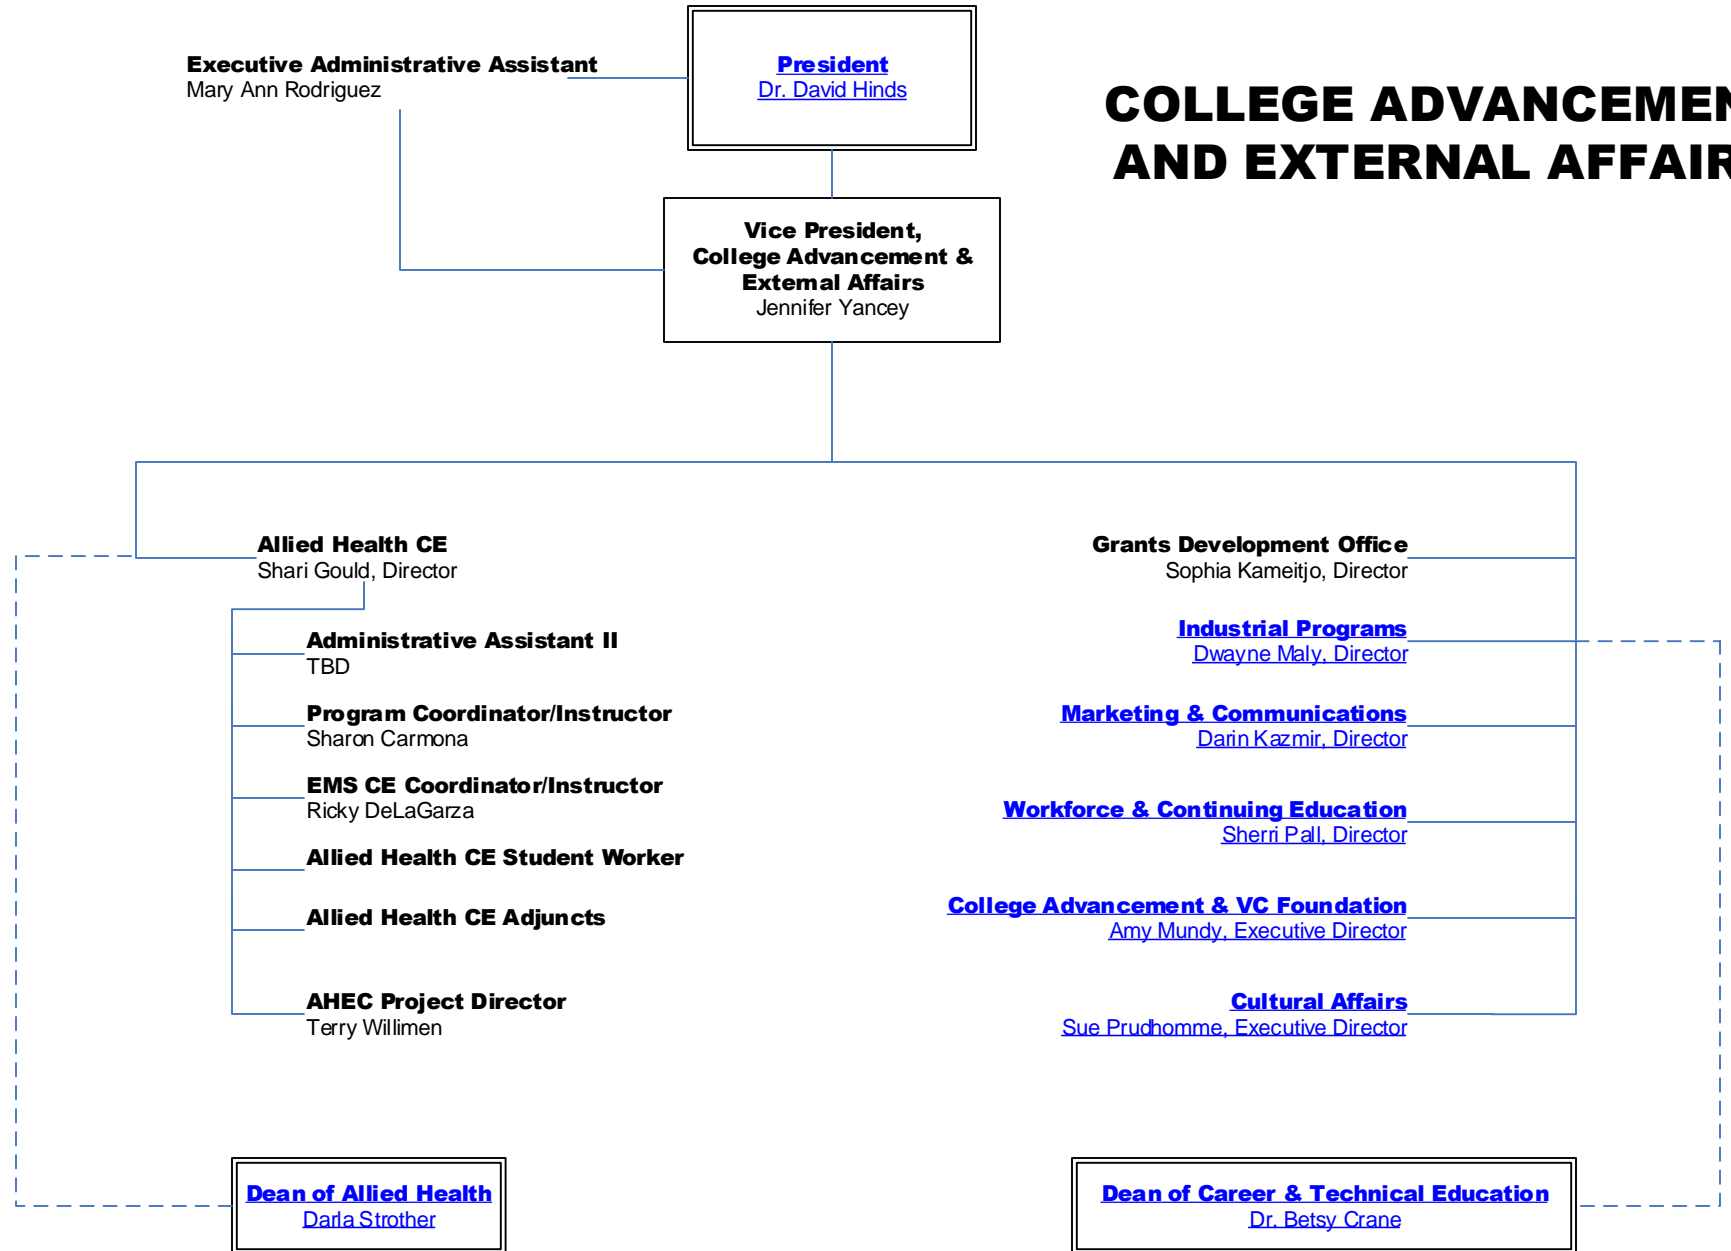 Executive Administrative Assistant
Mary Ann Rodriguez
President
Dr. David Hinds
COLLEGE ADVANCEMEN
AND EXTERNAL AFFAIR
Vice President,
College Advancement &
External Affairs
Jennifer Yancey
Allied Health CE
Shari Gould, Director
Administrative Assistant II
TBD
Program Coordinator/Instructor
Sharon Carmona
EMS CE Coordinator/Instructor
Ricky DeLaGarza
Allied Health CE Student Worker
Allied Health CE Adjuncts
AHEC Project Director
Terry Willimen
Grants Development Office
Sophia Kameitjo, Director
Industrial Programs
Dwayne Maly, Director
Marketing & Communications
Darin Kazmir, Director
Workforce & Continuing Education
Sherri Pall, Director
College Advancement & VC Foundation
Amy Mundy, Executive Director
Cultural Affairs
Sue Prudhomme, Executive Director
Dean of Allied Health
Darla Strother
Dean of Career & Technical Education
Dr. Betsy Crane